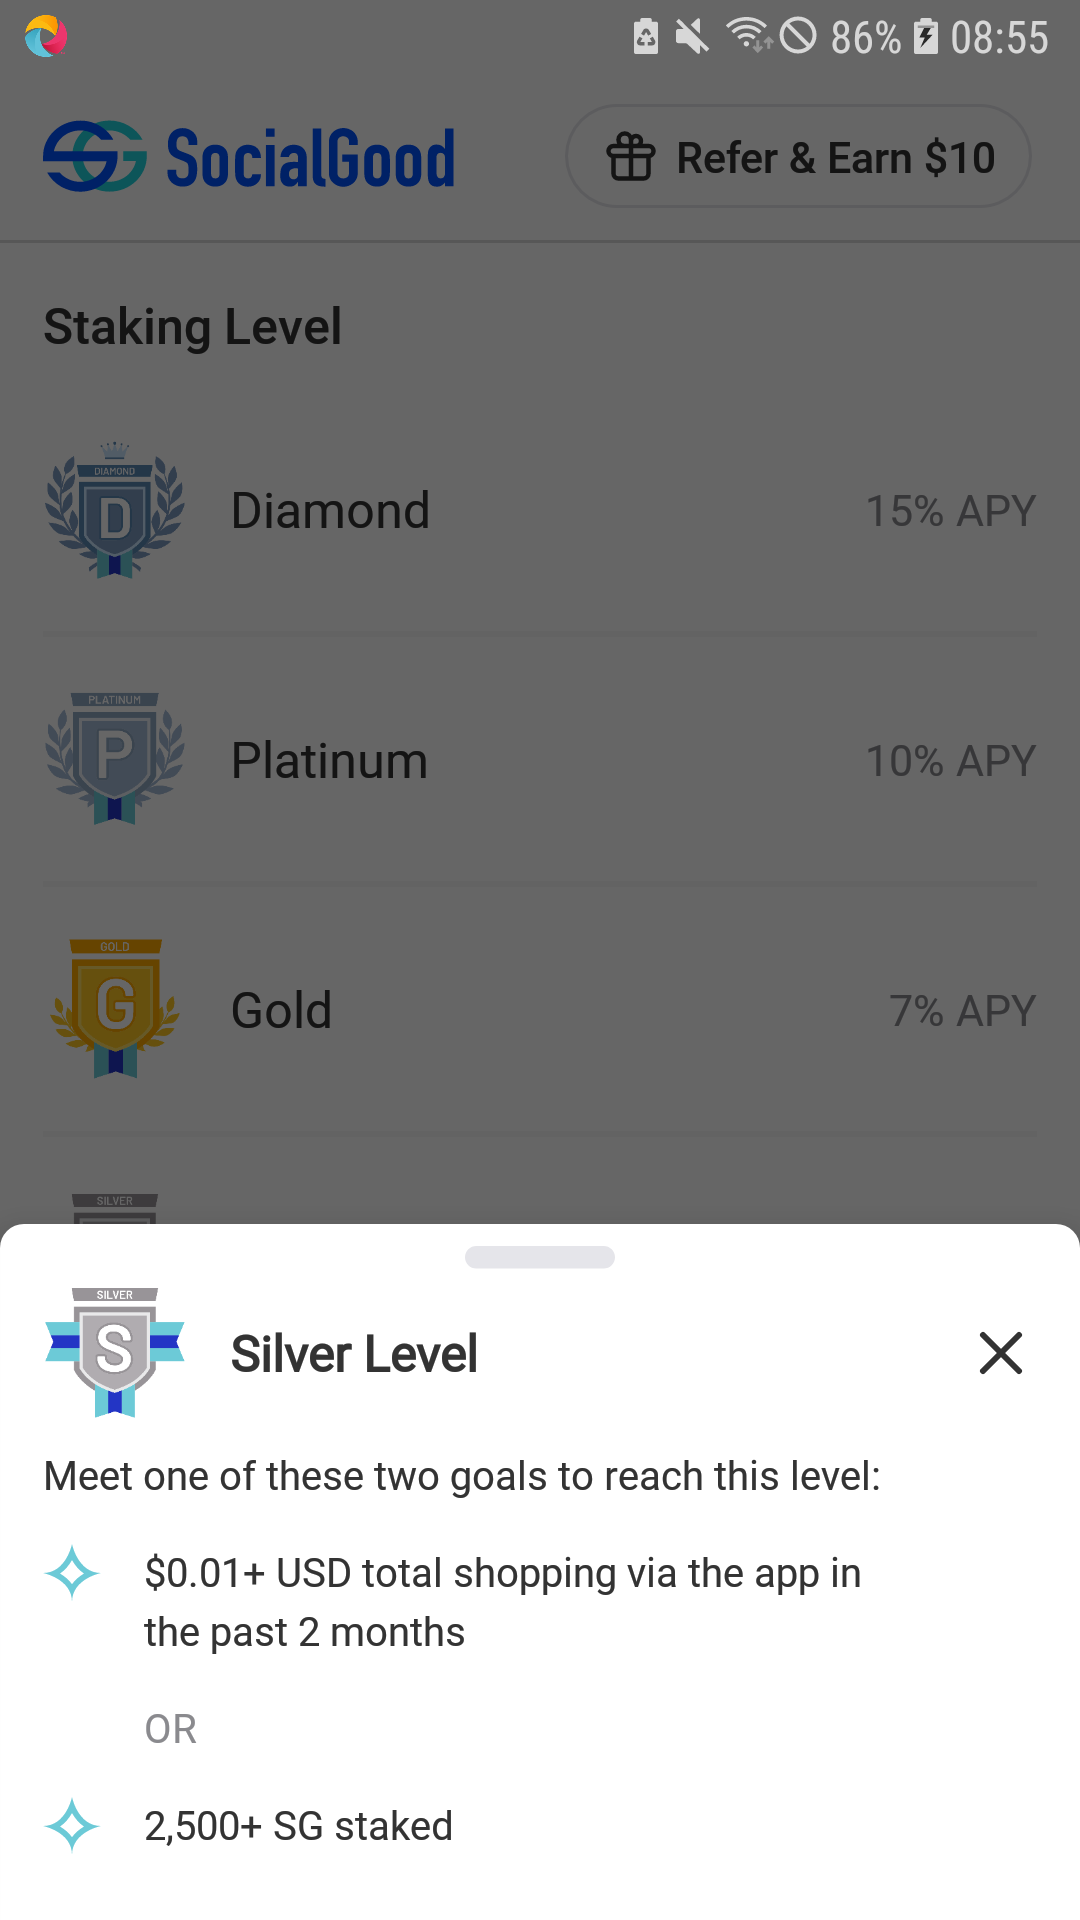 86% 08:55
SG SocialGood Refer & Earn $10
Staking Level
DIAMOND
D
Diamond 15% APY
PLATINUM
P
Platinum 10% APY
GOLD
G
Gold 7% APY
SILVER
SILVER
S
Silver Level
Meet one of these two goals to reach this level:
$0.01+ USD total shopping via the app in
the past 2 months
OR
2,500+ SG staked